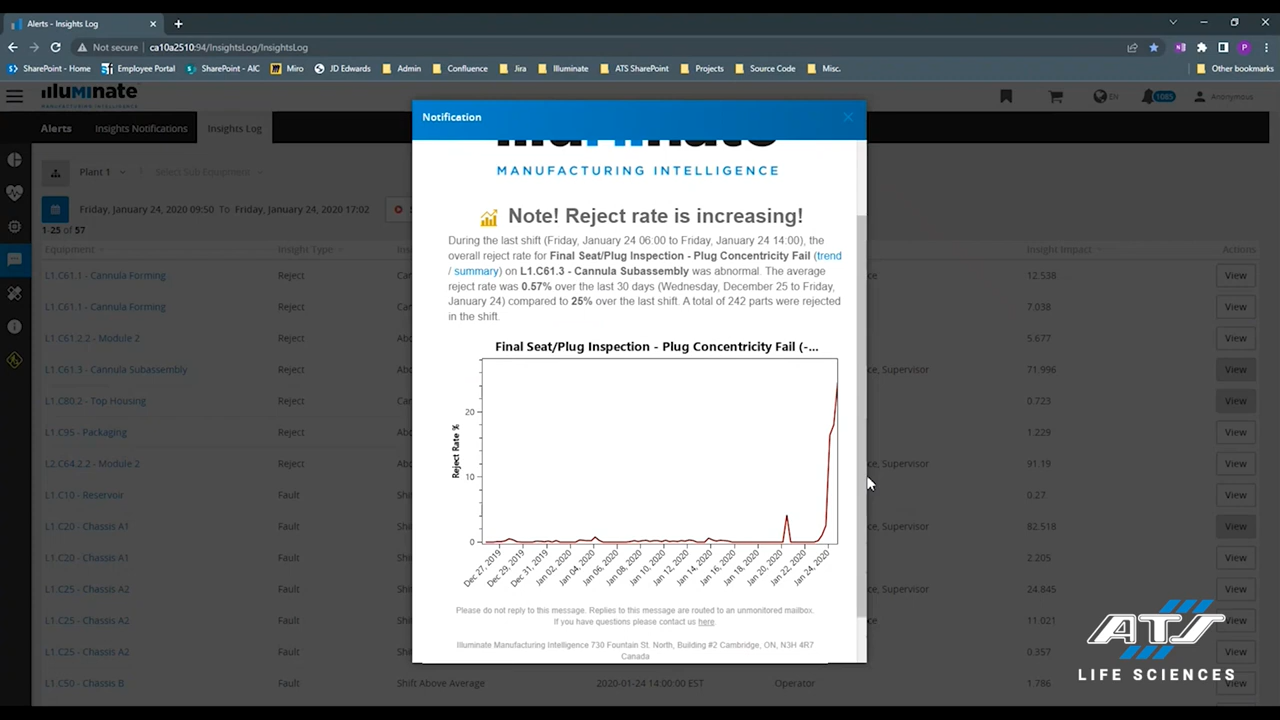 Alerts - Insights Log
Not secure ca10a2510:94/InsightsLog/InsightsLog
SharePoint - Home Employee Portal SharePoint - AIC Miro JD Edwards Admin Confluence Jira Illuminate ATS SharePoint Projects Source Code Misc. Other bookmarks
ILLUMINATE
MANUFACTURING INTELLIGENCE
EN 1085 Anonymous
Alerts Insights Notifications Insights Log
Plant 1 Select Sub Equipment
Friday, January 24, 2020 09:50 To Friday, January 24, 2020 17:02
1-25 of 57
Equipment Insight Type Insight Impact Actions
L1.C61.1 - Cannula Forming Reject 12.538 View
L1.C61.1 - Cannula Forming Reject 7.038 View
L1.C61.2.2 - Module 2 Reject 5.677 View
L1.C61.3 - Cannula Subassembly Reject ce, Supervisor 71.996 View
L1.C80.2 - Top Housing Reject 0.723 View
L1.C95 - Packaging Reject 1.229 View
L2.C64.2.2 - Module 2 Reject ce, Supervisor 91.19 View
L1.C10 - Reservoir Fault 0.27 View
L1.C20 - Chassis A1 Fault ce, Supervisor 82.518 View
L1.C20 - Chassis A1 Fault 2.205 View
L1.C25 - Chassis A2 Fault ce, Supervisor 24.845 View
L1.C25 - Chassis A2 Fault 11.021 View
L1.C25 - Chassis A2 Fault 0.357 View
L1.C50 - Chassis B Fault Shift Above Average 2020-01-24 14:00:00 EST Operator 1.786 View
Notification
MANUFACTURING INTELLIGENCE
Note! Reject rate is increasing!
During the last shift (Friday, January 24 06:00 to Friday, January 24 14:00), the
overall reject rate for Final Seat/Plug Inspection - Plug Concentricity Fail (trend
/ summary) on L1.C61.3 - Cannula Subassembly was abnormal. The average
reject rate was 0.57% over the last 30 days (Wednesday, December 25 to Friday,
January 24) compared to 25% over the last shift. A total of 242 parts were rejected
in the shift.
Final Seat/Plug Inspection - Plug Concentricity Fail (-...
Reject Rate %
20
10
0
Dec 27, 2019 Dec 29, 2019 Dec 31, 2019 Jan 02, 2020 Jan 04, 2020 Jan 06, 2020 Jan 08, 2020 Jan 10, 2020 Jan 12, 2020 Jan 14, 2020 Jan 16, 2020 Jan 18, 2020 Jan 20, 2020 Jan 22, 2020 Jan 24, 2020
Please do not reply to this message. Replies to this message are routed to an unmonitored mailbox.
If you have questions please contact us here.
Illuminate Manufacturing Intelligence 730 Fountain St. North, Building #2 Cambridge, ON, N3H 4R7
Canada
ATS
LIFE SCIENCES